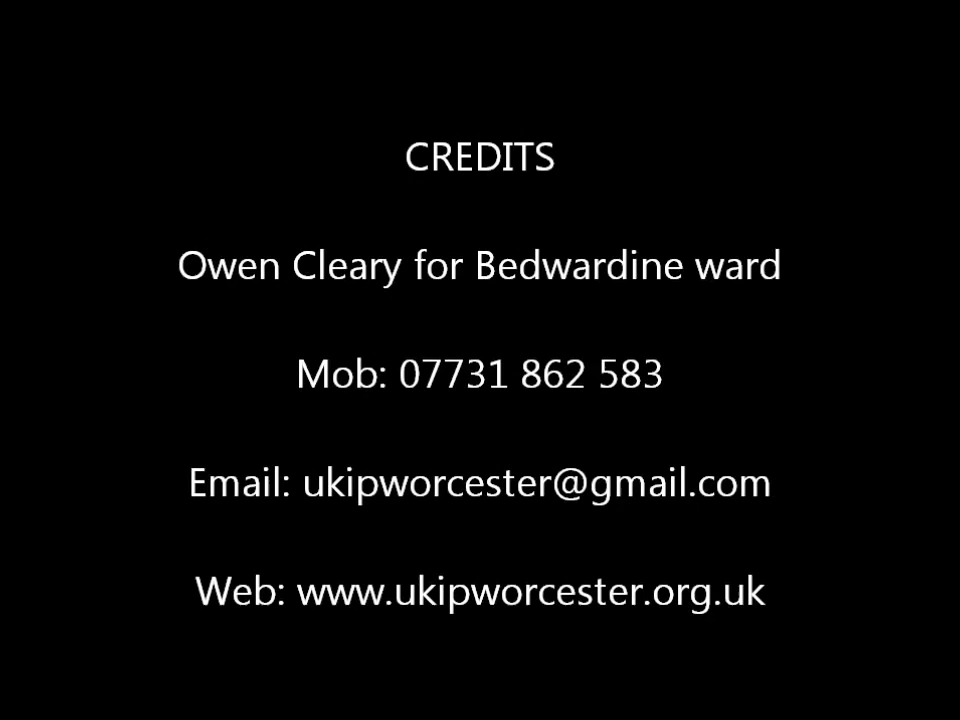 CREDITS
Owen Cleary for Bedwardine ward
Mob: 07731 862 583
Email: ukipworcester@gmail.com
Web: www.ukipworcester.org.uk